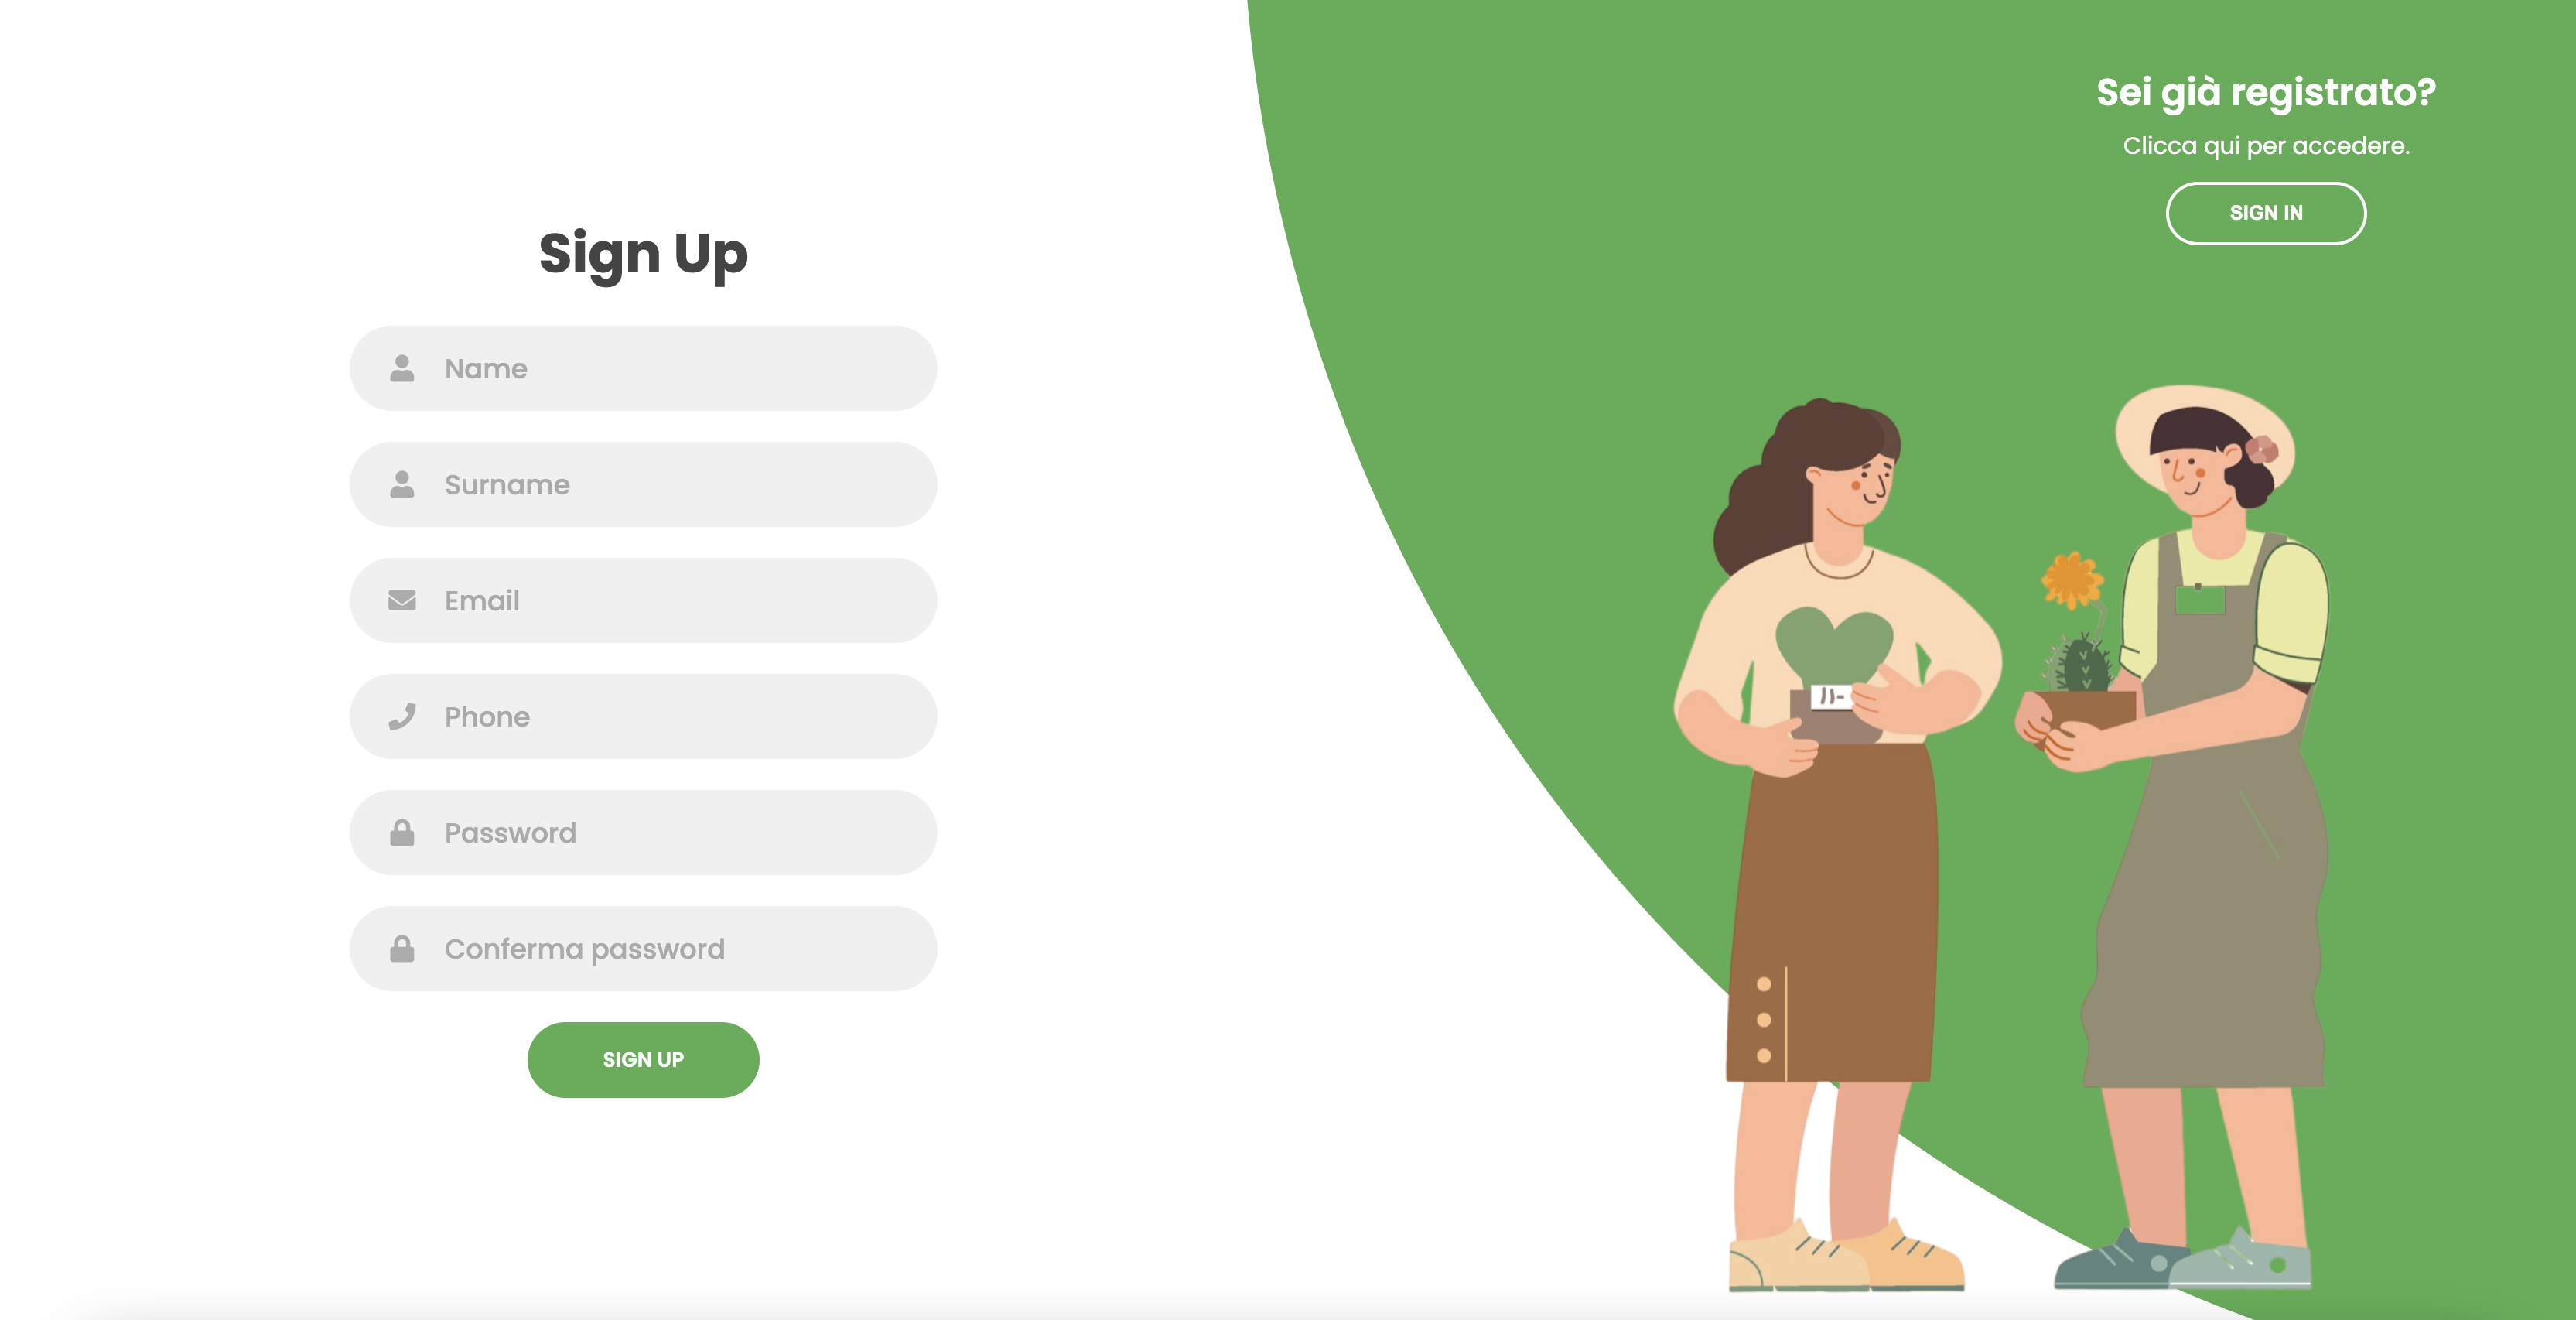 Sign Up
Name
Surname
Email
Phone
Password
Conferma password
SIGN UP
Sei già registrato?
Clicca qui per accedere.
SIGN IN